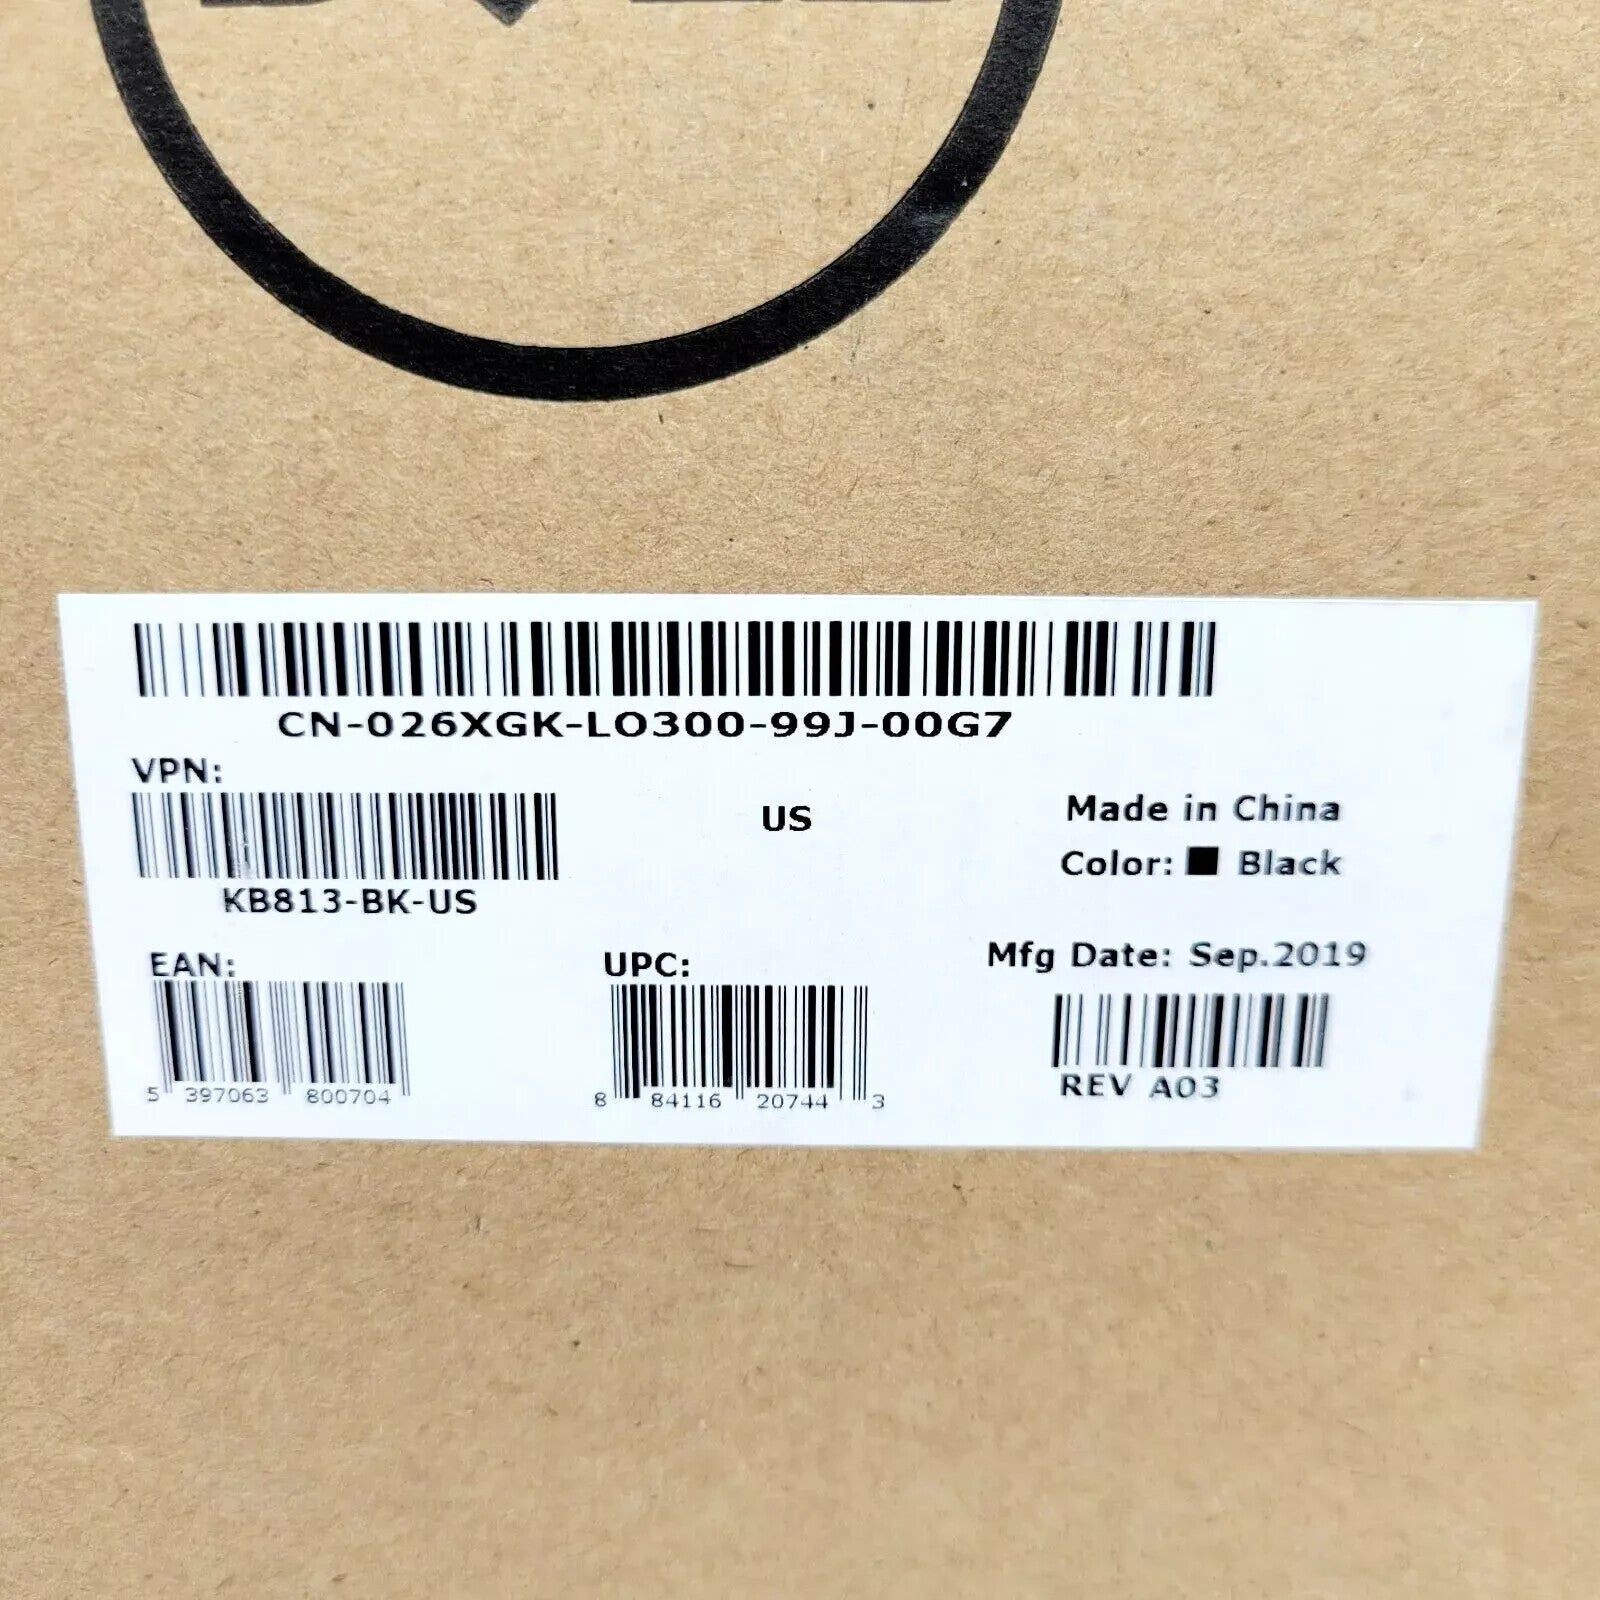 CN-026XGK-LO300-99J-00G7
VPN:
KB813-BK-US
US
Made in China
Color: Black
EAN:
5 397063 800704
UPC:
8 84116 20744 3
Mfg Date: Sep.2019
REV A03